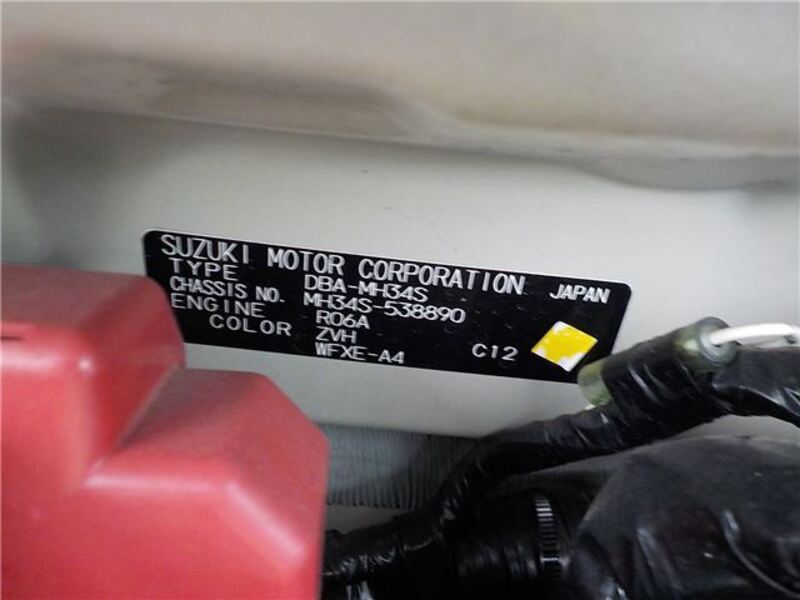 SUZUKI MOTOR CORPORATION JAPAN
TYPE DBA-MH34S
CHASSIS NO. MH34S-538890
ENGINE R06A
COLOR ZVH
WFXE-A4 C12